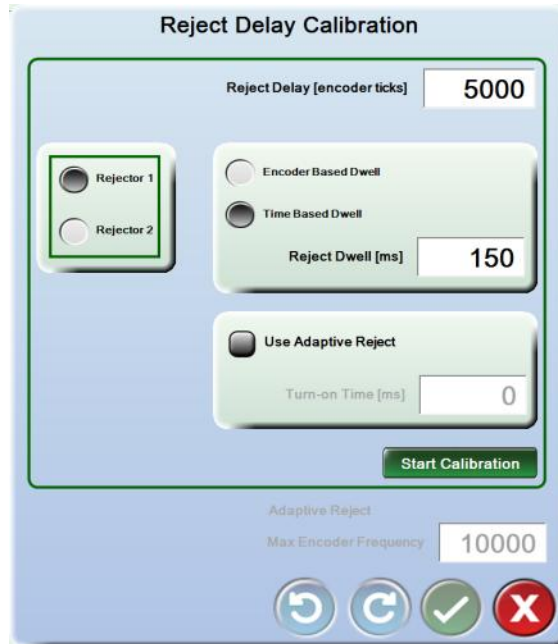 Reject Delay Calibration
Reject Delay [encoder ticks] 5000
Rejector 1
Rejector 2
Encoder Based Dwell
Time Based Dwell
Reject Dwell [ms] 150
Use Adaptive Reject
Turn-on Time [ms] 0
Start Calibration
Adaptive Reject
Max Encoder Frequency 10000